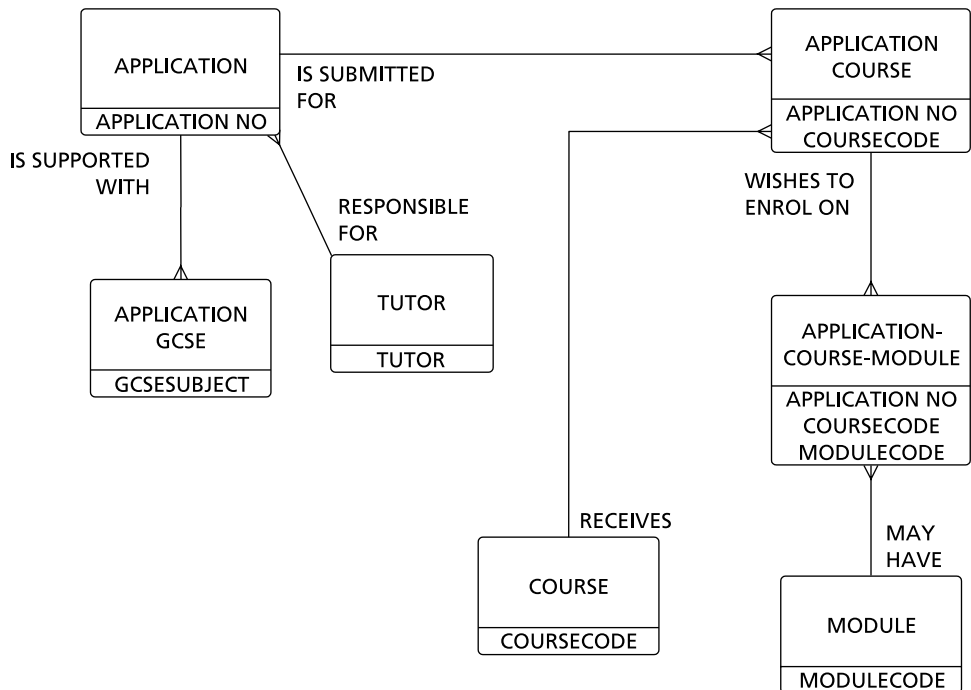 APPLICATION
APPLICATION NO
IS SUBMITTED
FOR
APPLICATION
COURSE
APPLICATION NO
COURSECODE
IS SUPPORTED
WITH
RESPONSIBLE
FOR
WISHES TO
ENROL ON
APPLICATION
GCSE
GCSESUBJECT
TUTOR
TUTOR
APPLICATION-
COURSE-MODULE
APPLICATION NO
COURSECODE
MODULECODE
RECEIVES
MAY
HAVE
COURSE
COURSECODE
MODULE
MODULECODE